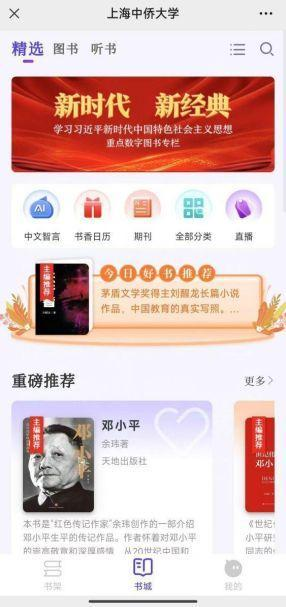 上海中侨大学
精选 图书 听书
新时代 新经典
学习习近平新时代中国特色社会主义思想
重点数字图书专栏
中文智言 书香日历 期刊 全部分类 直播
主编推荐
今日好书推荐
茅盾文学奖得主刘醒龙长篇小说
作品，中国教育的真实写照。...
重磅推荐 更多
主编推荐
邓小平
邓小平
余玮著
天地出版社
本书是“红色传记作家”余玮创作的一部介绍
邓小平生平的传记作品。作者怀着对邓小平
的崇高敬意和深厚感情，从20世纪中国和
主编推荐
邓小
《世纪
小平研究
同志的
书架 书城 我的